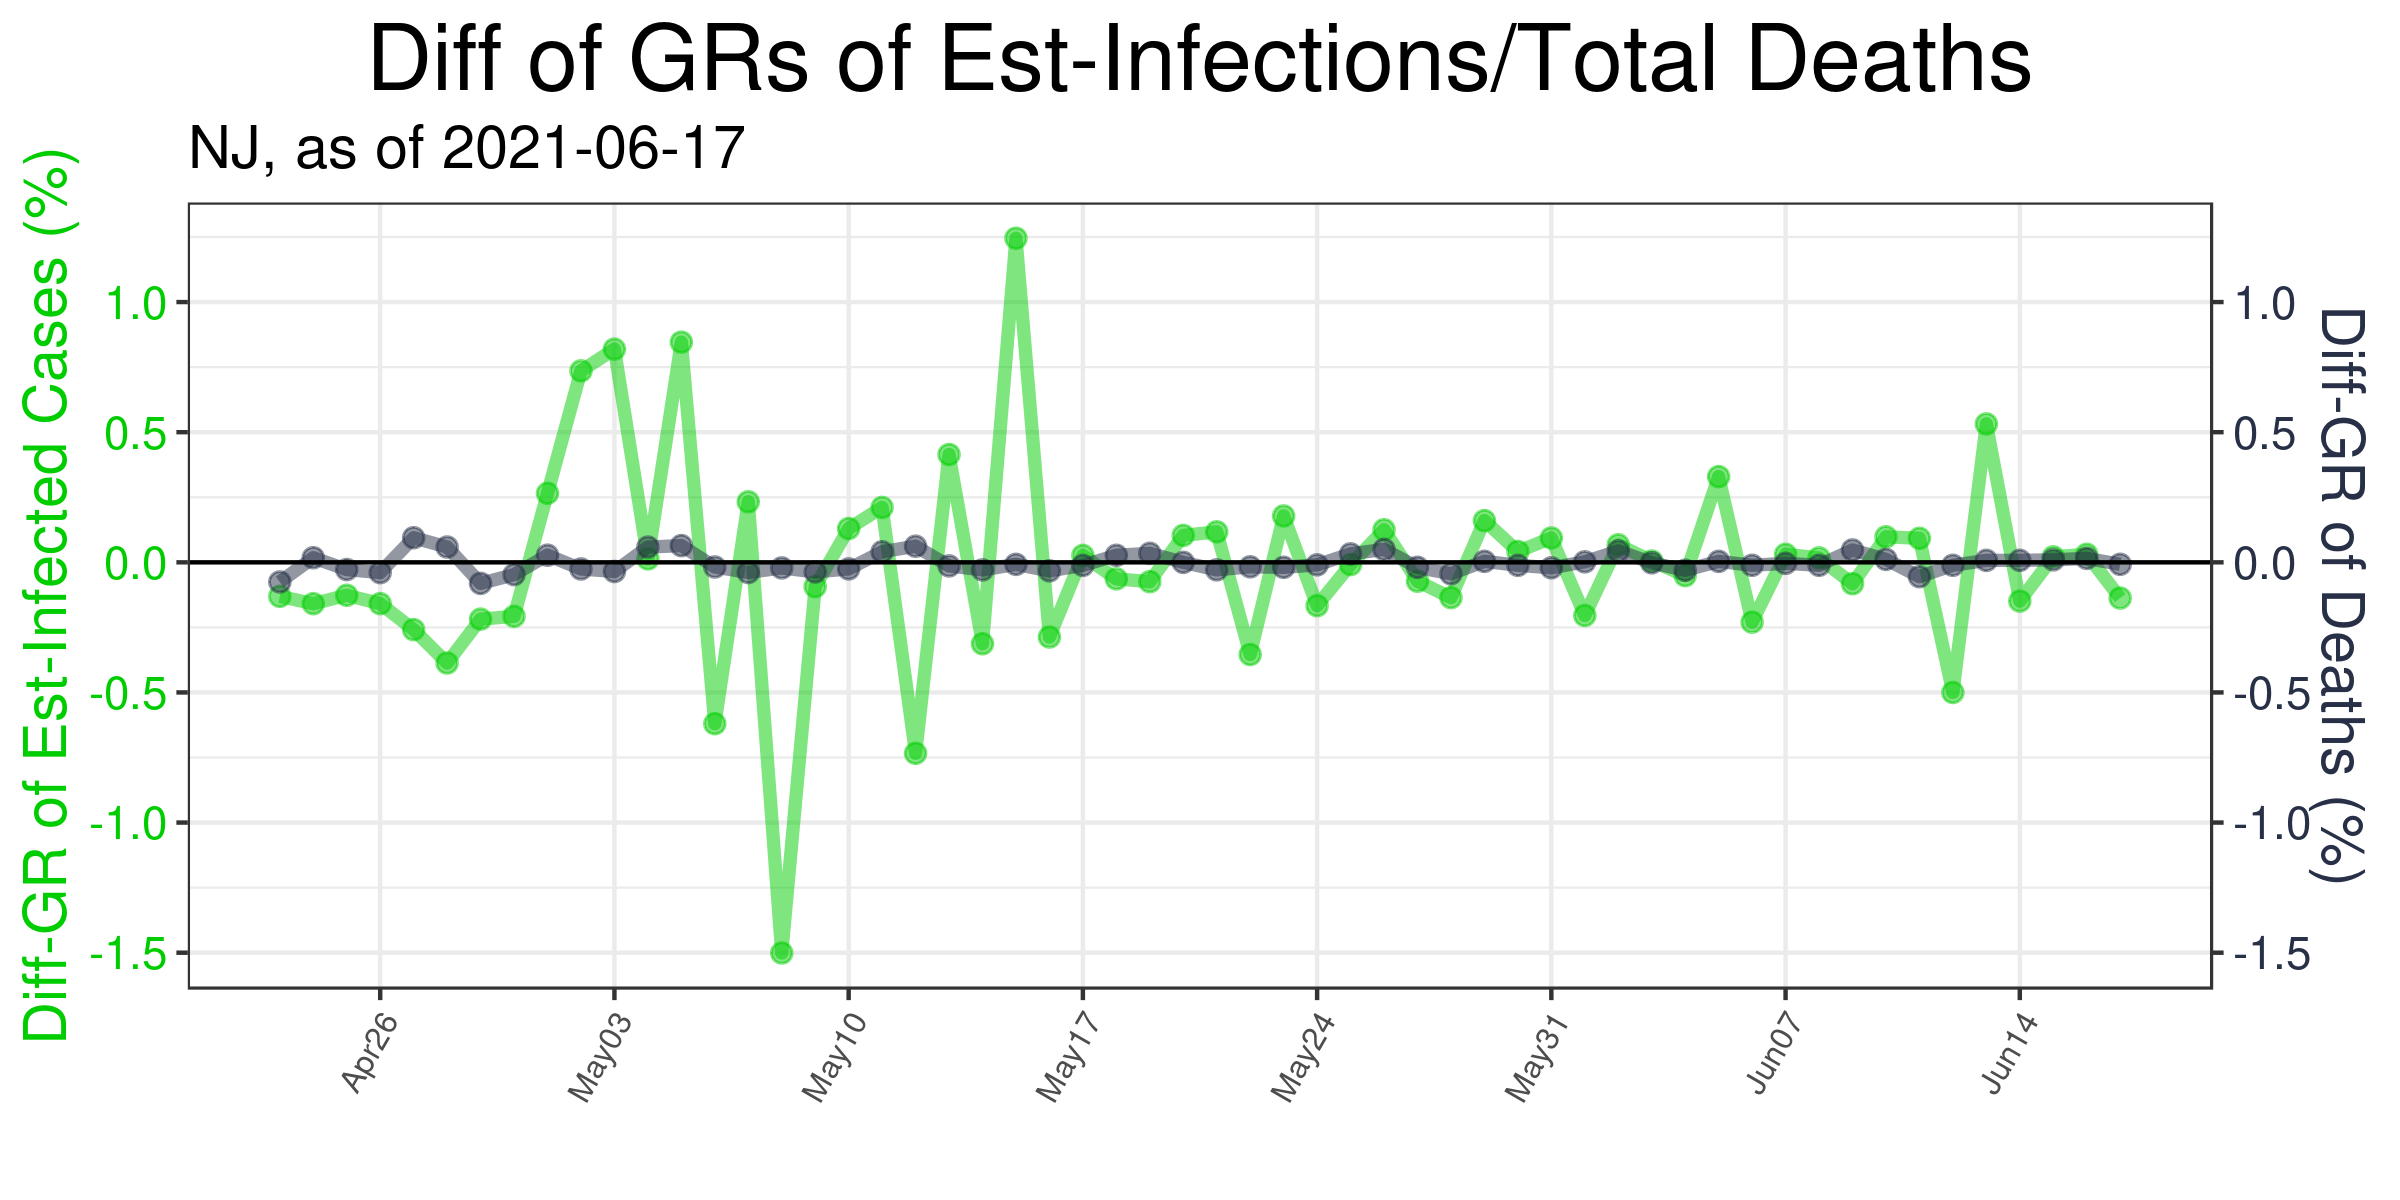 Diff of GRs of Est-Infections/Total Deaths
NJ, as of 2021-06-17
Diff-GR of Est-Infected Cases (%)
1.0
0.5
0.0
-0.5
-1.0
-1.5
1.0
0.5
0.0
-0.5
-1.0
-1.5
Diff-GR of Deaths (%)
Apr26
May03
May10
May17
May24
May31
Jun07
Jun14